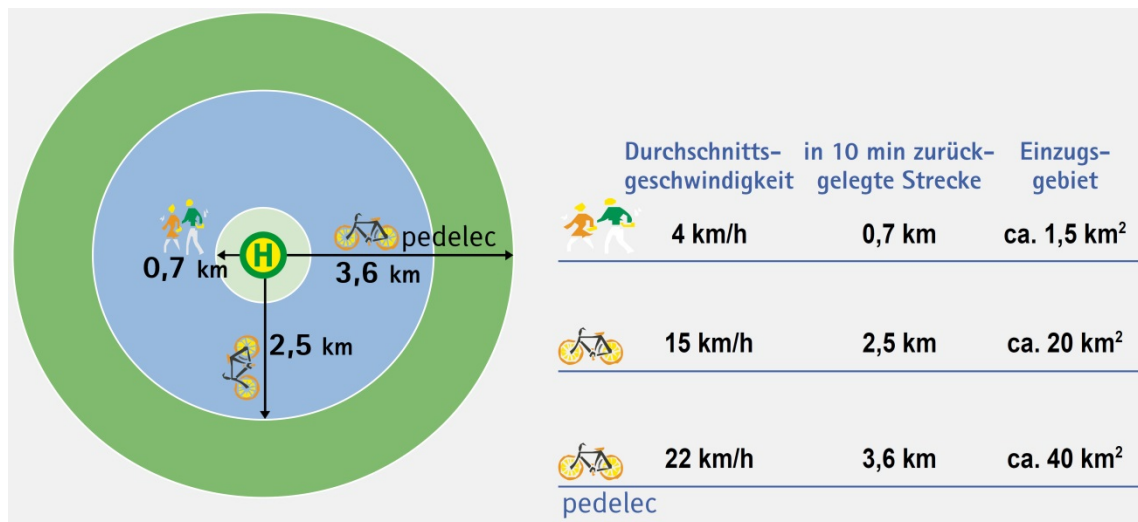 H
pedelec
0,7 km
3,6 km
2,5 km
Durchschnitts-
geschwindigkeit
in 10 min zurück-
gelegte Strecke
Einzugs-
gebiet
4 km/h 0,7 km ca. 1,5 km²
15 km/h 2,5 km ca. 20 km²
22 km/h 3,6 km ca. 40 km²
pedelec